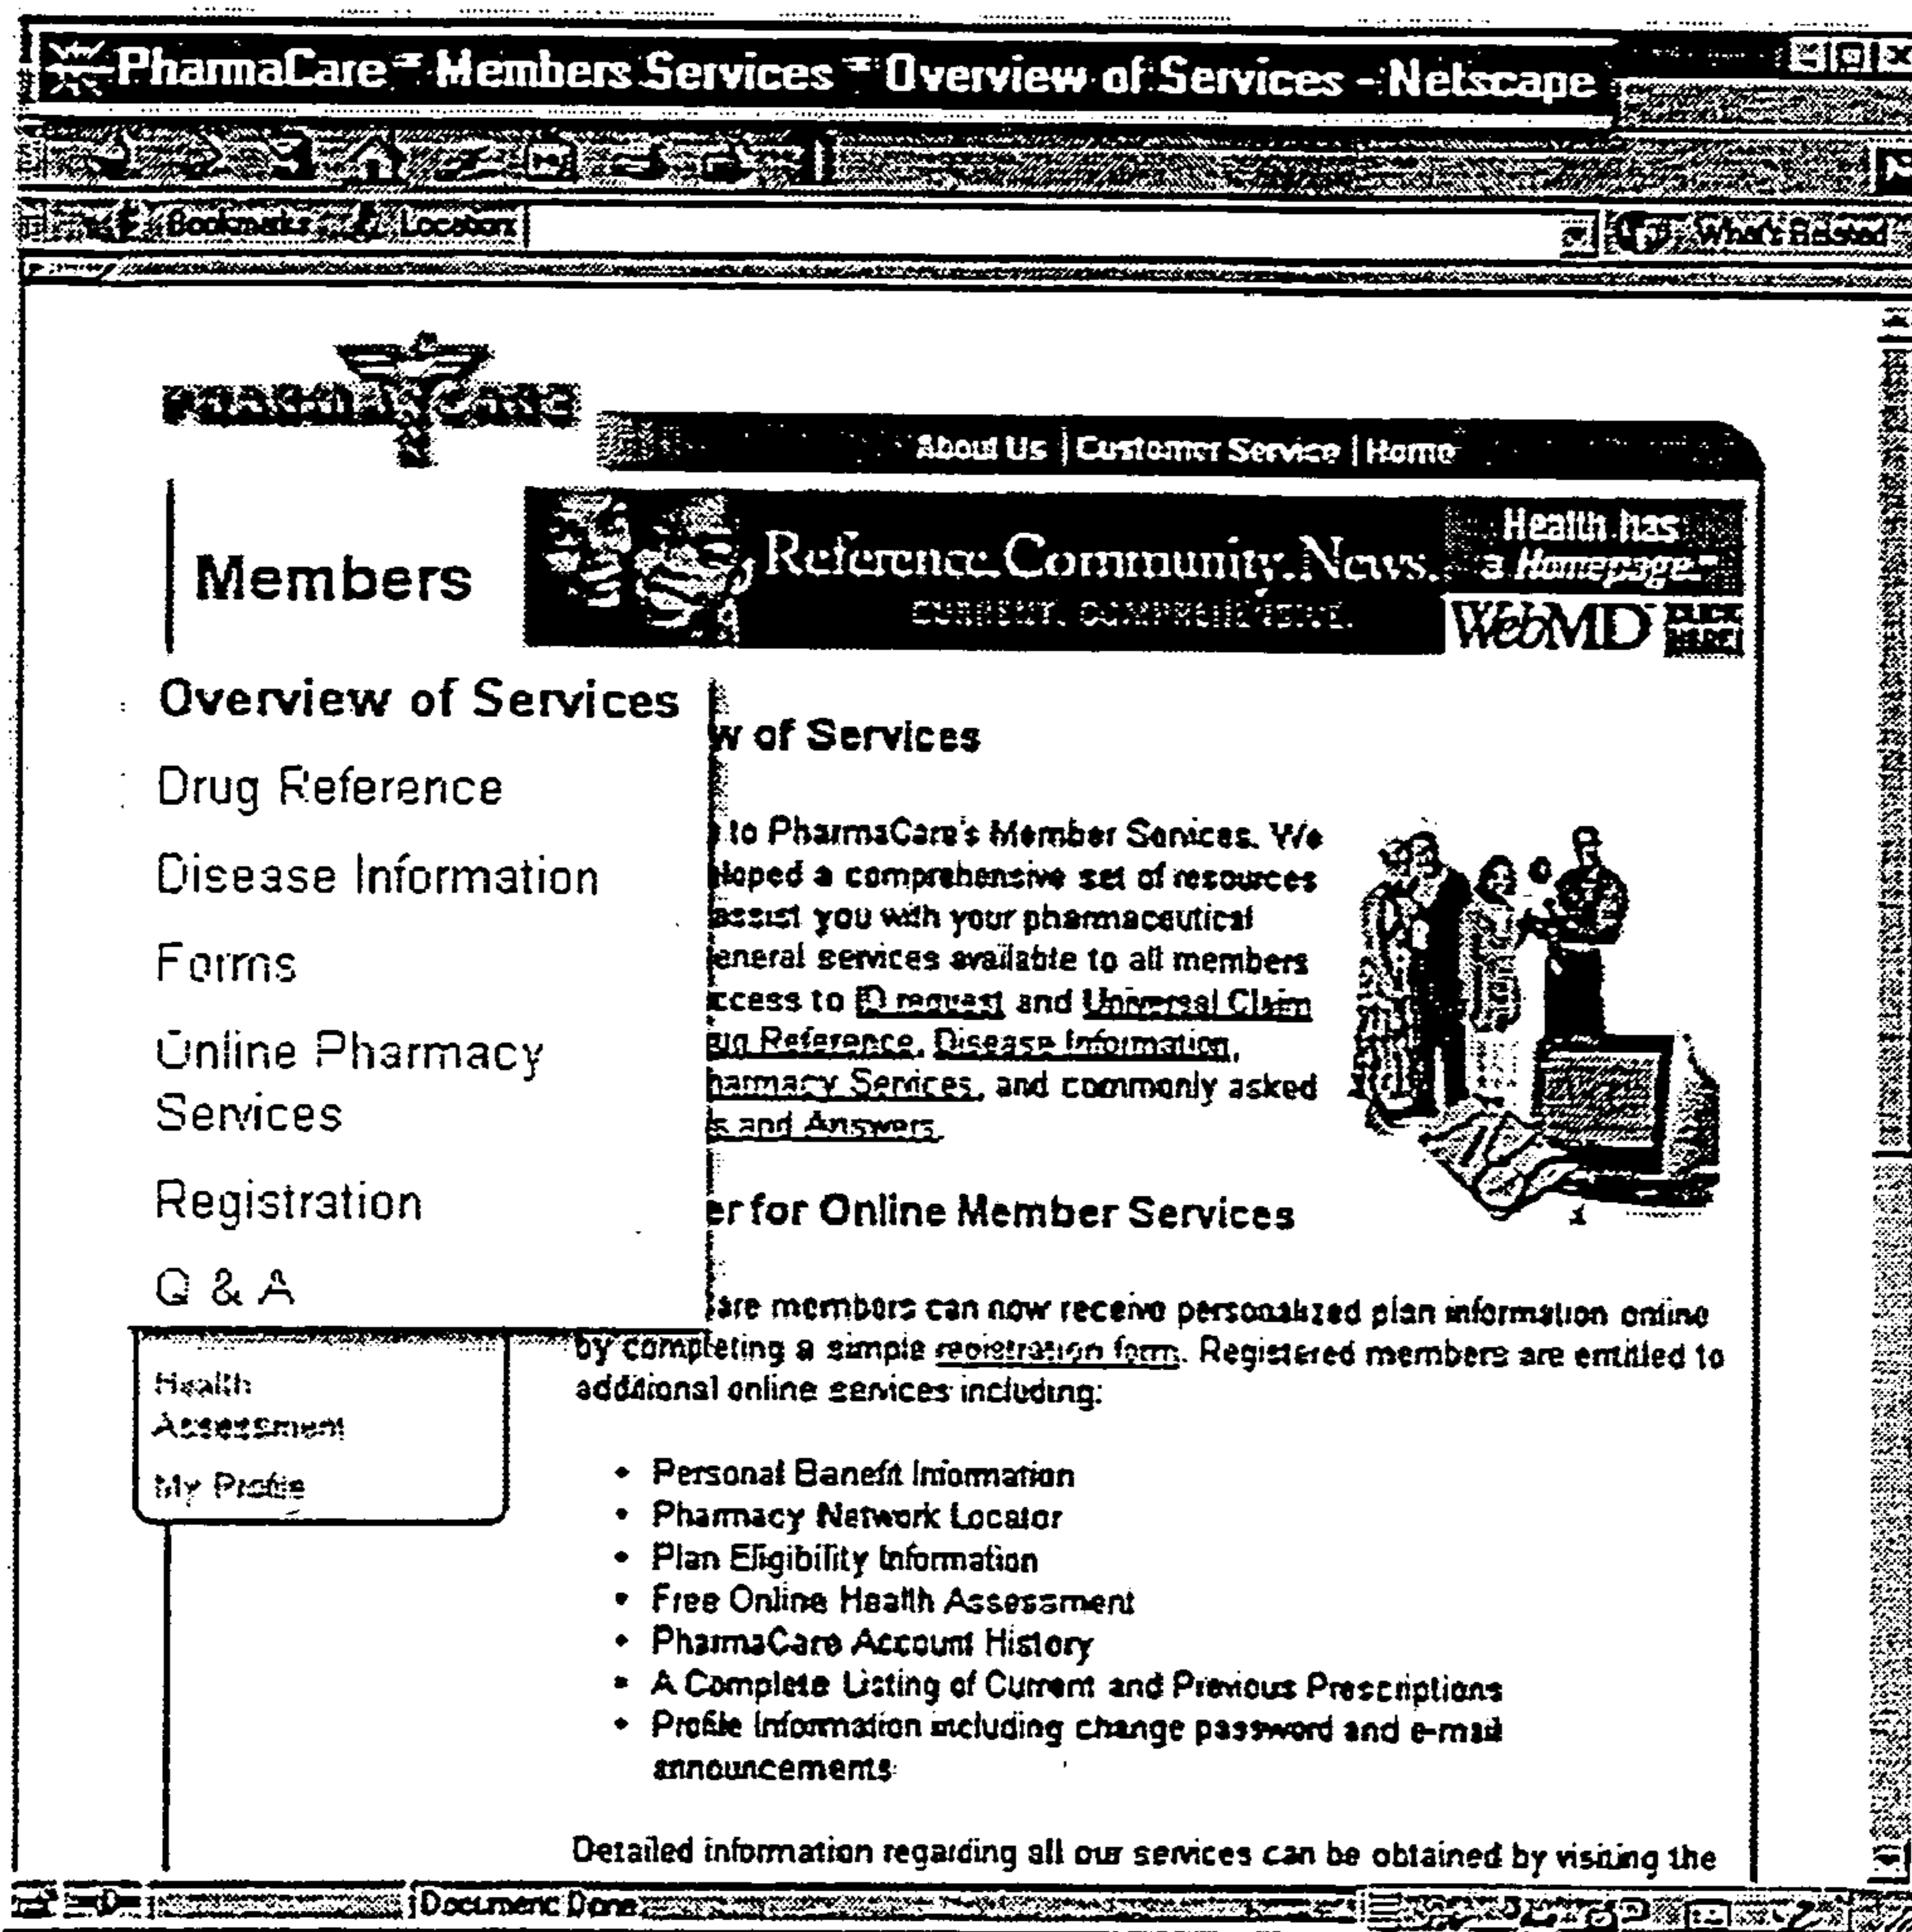 PharmaCare - Members Services - Overview of Services - Netscape
Bookmarks Location What's Related
PHARMACARE
About Us | Customer Service | Home
Members
Reference. Community. News.
CURRENT. COMPREHENSIVE.
Health has
a Homepage.
WebMD CLICK HERE!
Overview of Services
Drug Reference
Disease Information
Forms
Online Pharmacy
Services
Registration
Q & A
Health
Assessment
My Profile
w of Services
to PharmaCare's Member Services. We
eloped a comprehensive set of resources
assist you with your pharmaceutical
eneral services available to all members
ccess to ID request and Universal Claim
ug Reference, Disease Information,
harmacy Services, and commonly asked
s and Answers.
er for Online Member Services
are members can now receive personalized plan information online
by completing a simple registration form. Registered members are entitled to
additional online services including:
• Personal Benefit Information
• Pharmacy Network Locator
• Plan Eligibility Information
• Free Online Health Assessment
• PharmaCare Account History
• A Complete Listing of Current and Previous Prescriptions
• Profile Information including change password and e-mail
announcements
Detailed information regarding all our services can be obtained by visiting the
Document: Done